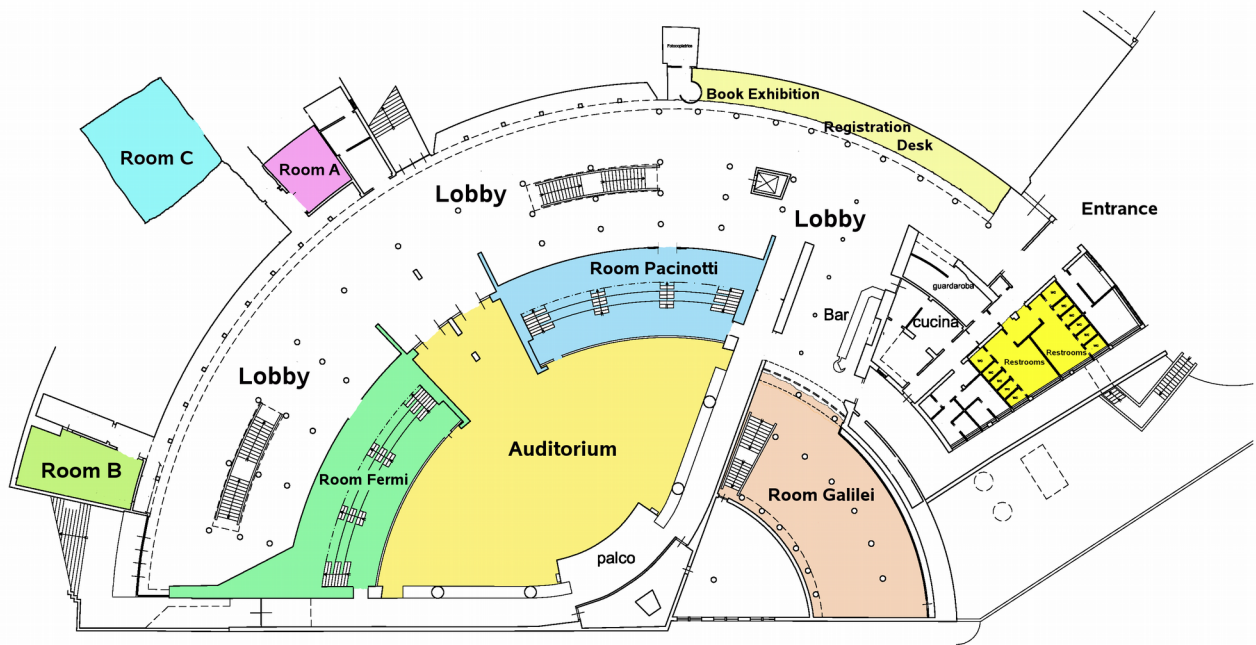 Fotocopiatrice
Book Exhibition
Registration
Desk
Room C
Room A
Lobby
Lobby
Entrance
Room Pacinotti
guardaroba
Bar
cucina
Restrooms
Restrooms
Lobby
Auditorium
Room B
Room Fermi
Room Galilei
palco